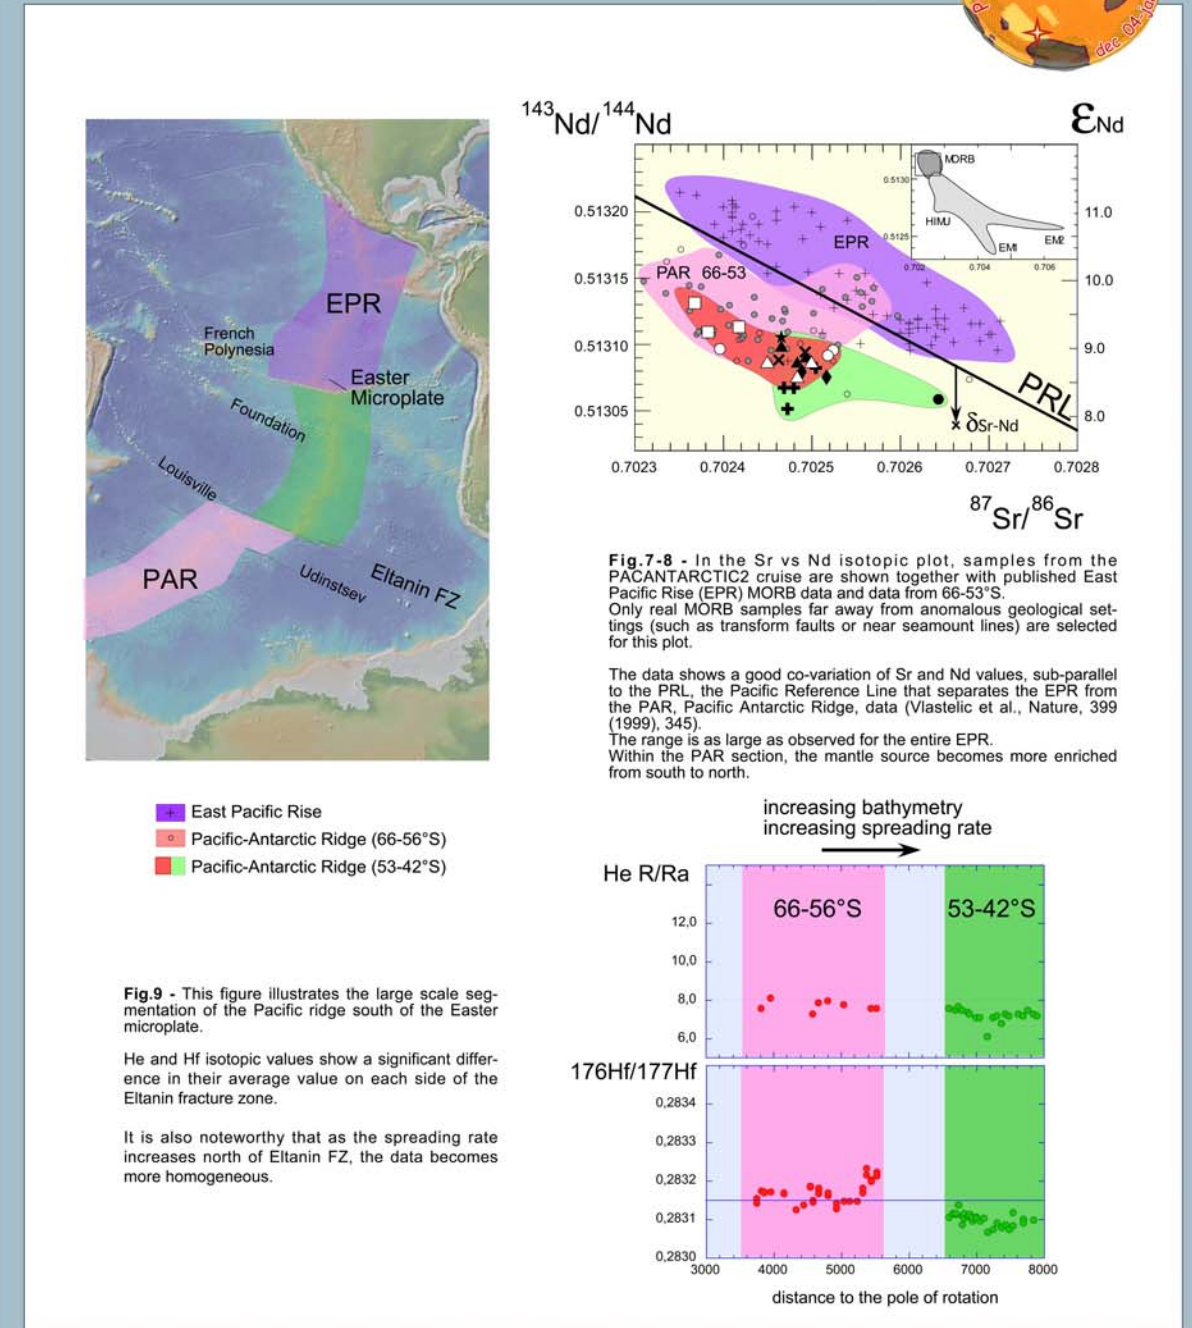 dec 04-ja
143Nd/144Nd
εNd
MORB
0.5130
HIMU
0.5125
EM1
EM2
0.702 0.704 0.706
0.51320
0.51315
0.51310
0.51305
11.0
10.0
9.0
8.0
EPR
PAR 66-53
PRL
δSr-Nd
0.7023 0.7024 0.7025 0.7026 0.7027 0.7028
87Sr/86Sr
EPR
French
Polynesia
Easter
Microplate
Foundation
Louisville
PAR
Udinstsev
Eltanin FZ
East Pacific Rise
Pacific-Antarctic Ridge (66-56°S)
Pacific-Antarctic Ridge (53-42°S)
Fig.7-8 - In the Sr vs Nd isotopic plot, samples from the
PACANTARCTIC2 cruise are shown together with published East
Pacific Rise (EPR) MORB data and data from 66-53°S.
Only real MORB samples far away from anomalous geological set-
tings (such as transform faults or near seamount lines) are selected
for this plot.
The data shows a good co-variation of Sr and Nd values, sub-parallel
to the PRL, the Pacific Reference Line that separates the EPR from
the PAR, Pacific Antarctic Ridge, data (Vlastelic et al., Nature, 399
(1999), 345).
The range is as large as observed for the entire EPR.
Within the PAR section, the mantle source becomes more enriched
from south to north.
Fig.9 - This figure illustrates the large scale seg-
mentation of the Pacific ridge south of the Easter
microplate.
He and Hf isotopic values show a significant differ-
ence in their average value on each side of the
Eltanin fracture zone.
It is also noteworthy that as the spreading rate
increases north of Eltanin FZ, the data becomes
more homogeneous.
increasing bathymetry
increasing spreading rate
He R/Ra
66-56°S
53-42°S
12,0
10,0
8,0
6,0
176Hf/177Hf
0,2834
0,2833
0,2832
0,2831
0,2830
3000 4000 5000 6000 7000 8000
distance to the pole of rotation